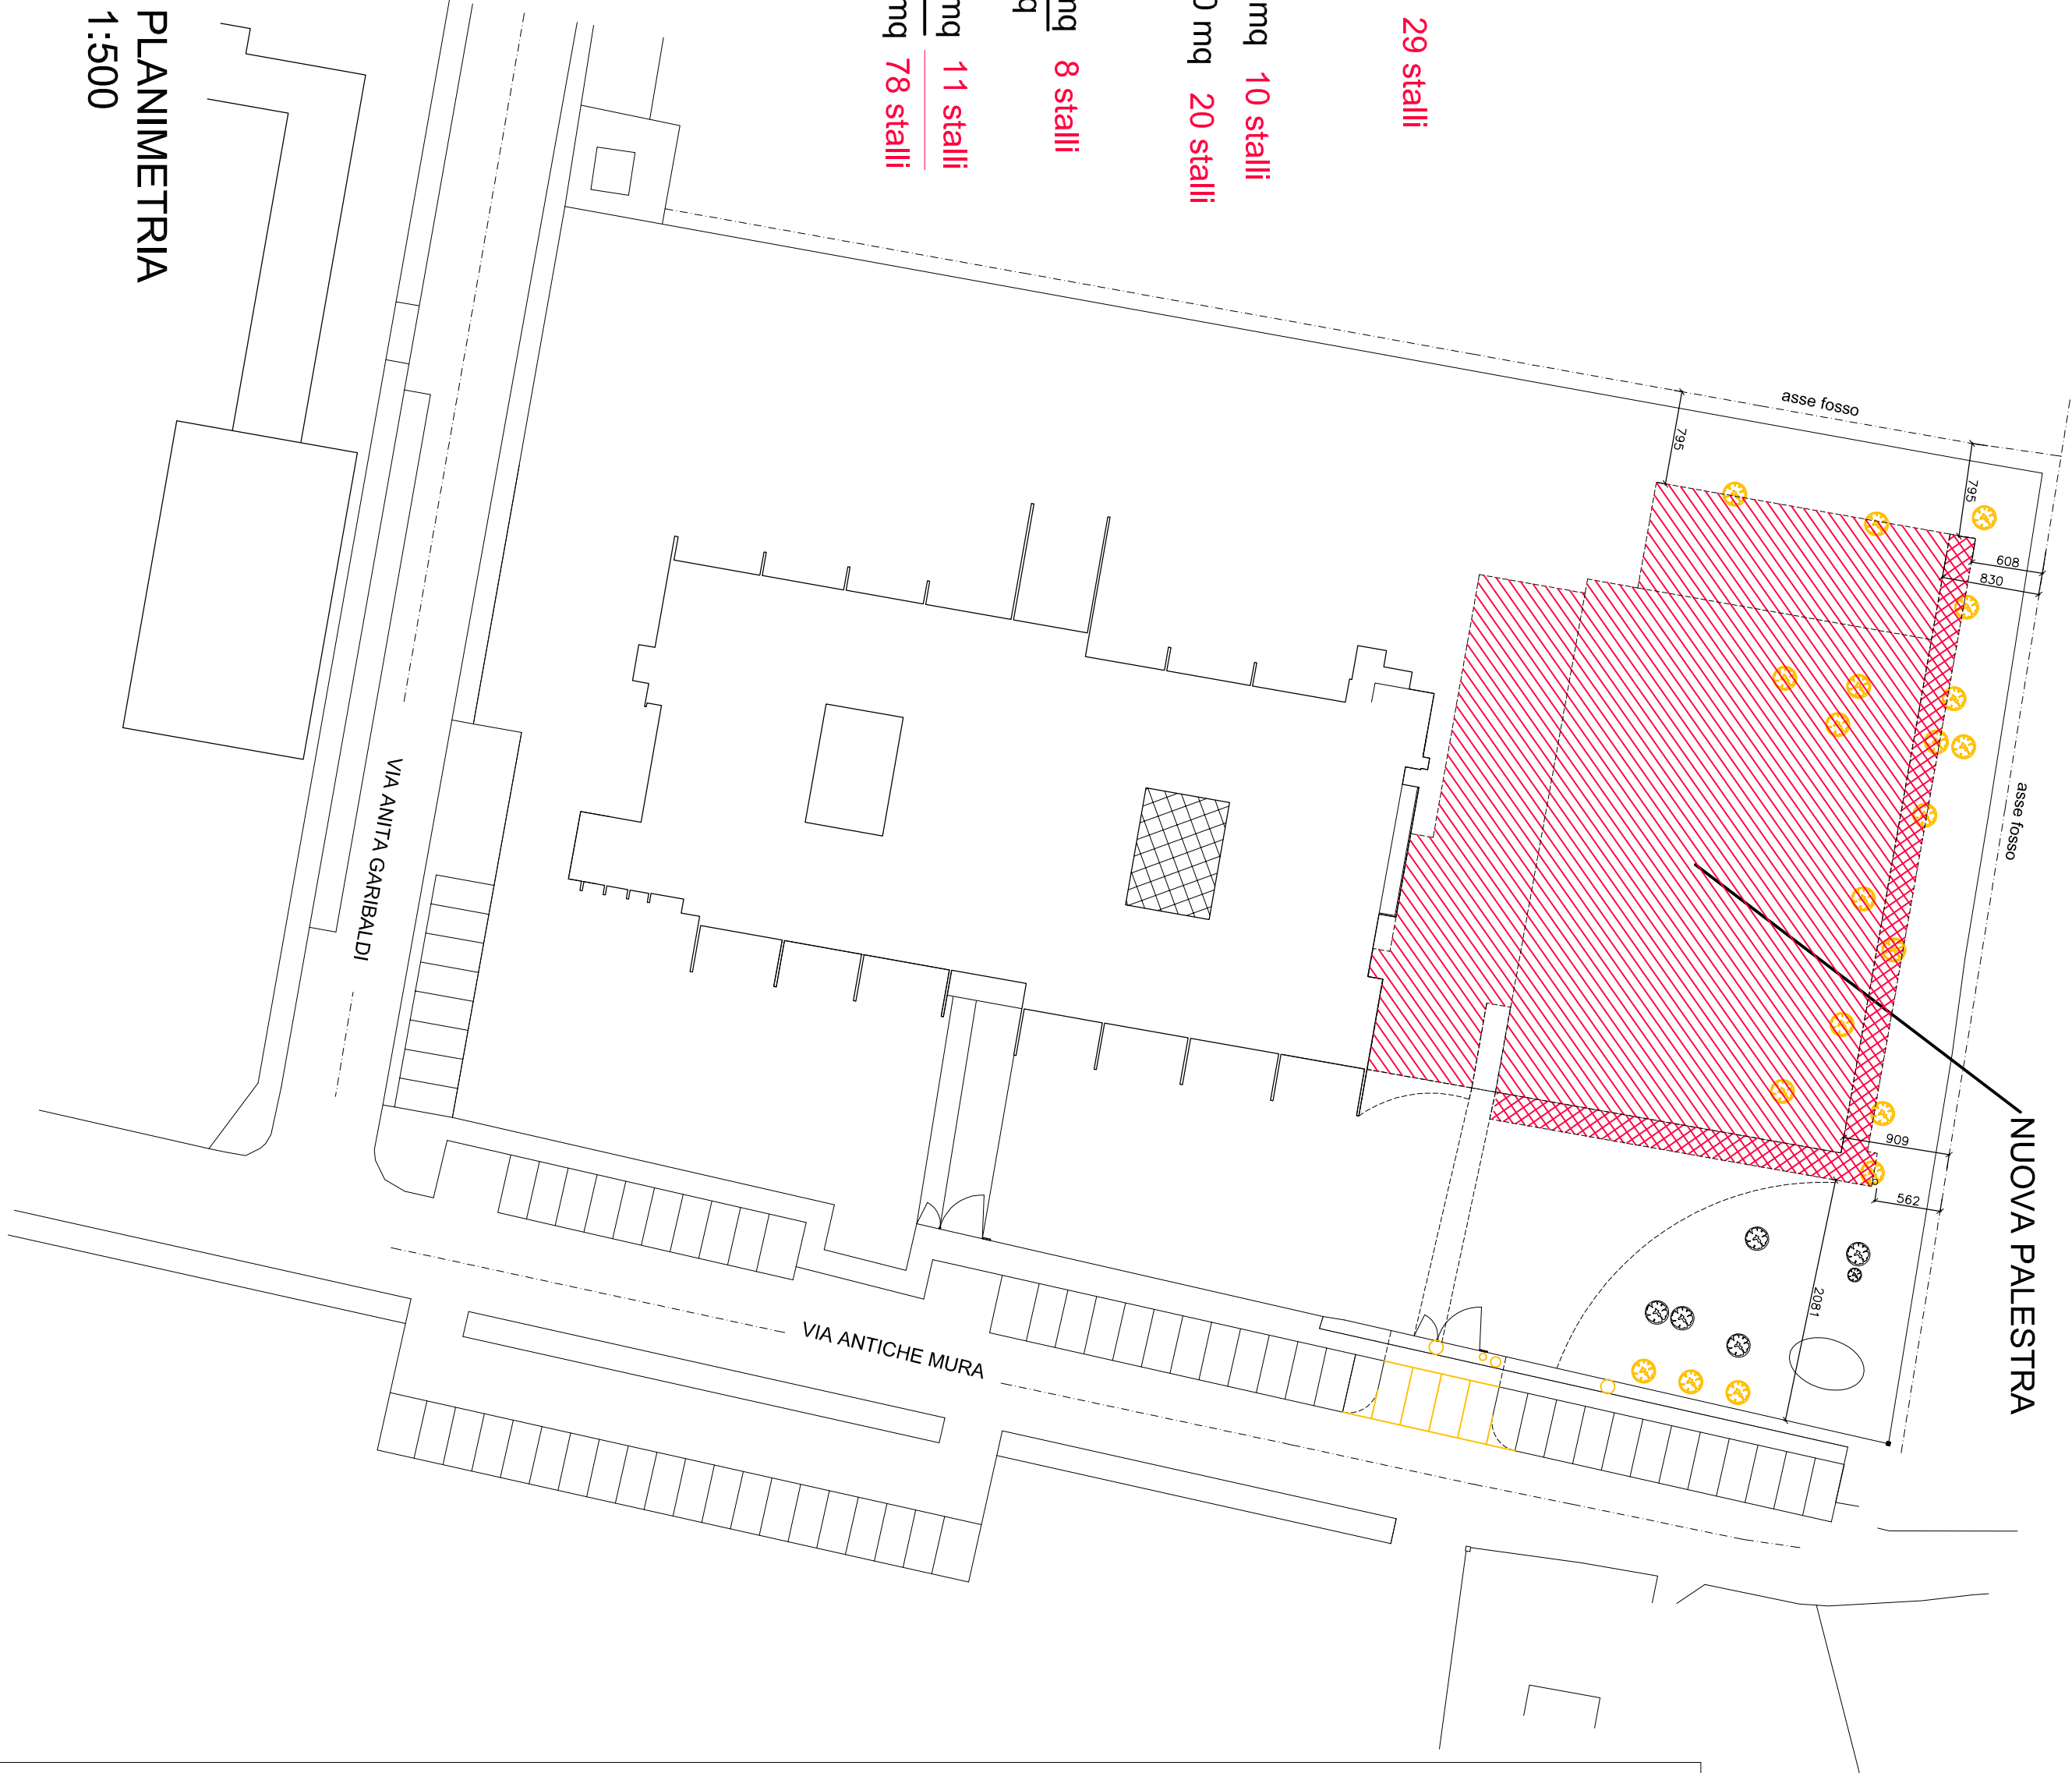 29 stalli
mq 10 stalli
0 mq 20 stalli
mq 8 stalli
q
mq 11 stalli
mq 78 stalli
PLANIMETRIA
1:500
asse fosso
795
795
608
830
asse fosso
909
562
2081
NUOVA PALESTRA
VIA ANITA GARIBALDI
VIA ANTICHE MURA